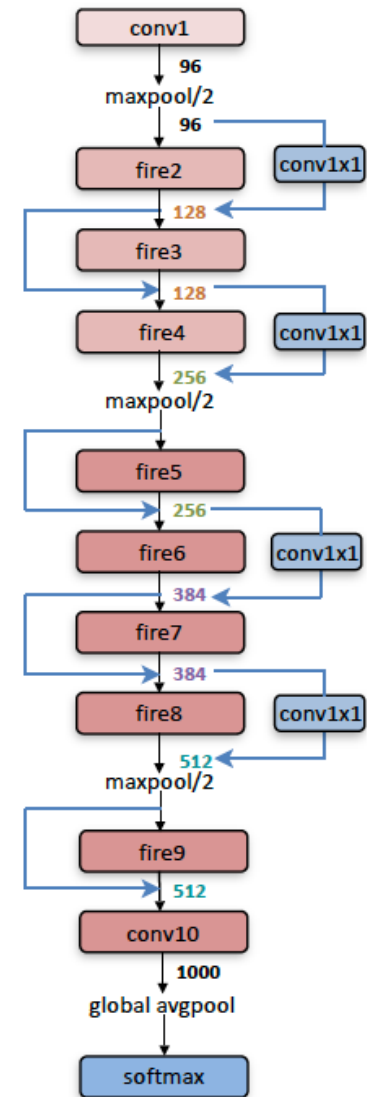 conv1
96
maxpool/2
96
conv1x1
fire2
128
fire3
128
fire4
conv1x1
256
maxpool/2
fire5
256
fire6
conv1x1
384
fire7
384
fire8
conv1x1
512
maxpool/2
fire9
512
conv10
1000
global avgpool
softmax